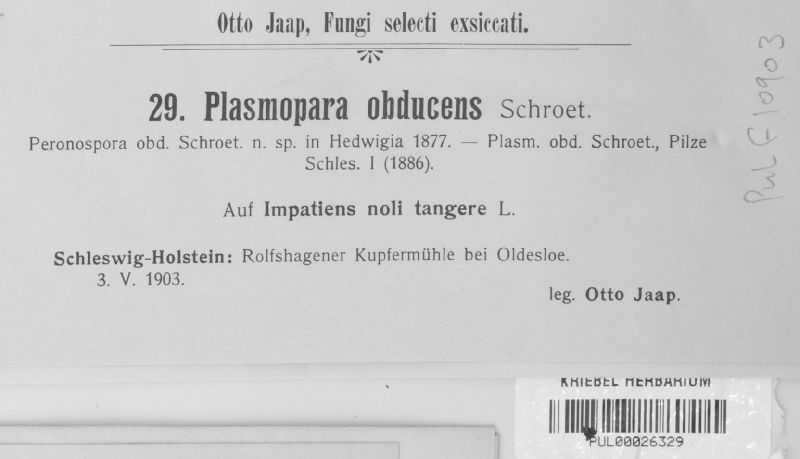 Otto Jaap, Fungi selecti exsiccati.
29. Plasmopara obducens Schroet.
Peronospora obd. Schroet. n. sp. in Hedwigia 1877. — Plasm. obd. Schroet., Pilze
Schles. I (1886).
Auf Impatiens noli tangere L.
Schleswig-Holstein: Rolfshagener Kupfermühle bei Oldesloe.
3. V. 1903.
leg. Otto Jaap.
Pul F 10903
KRIEBEL HERBARIUM
PUL00026329